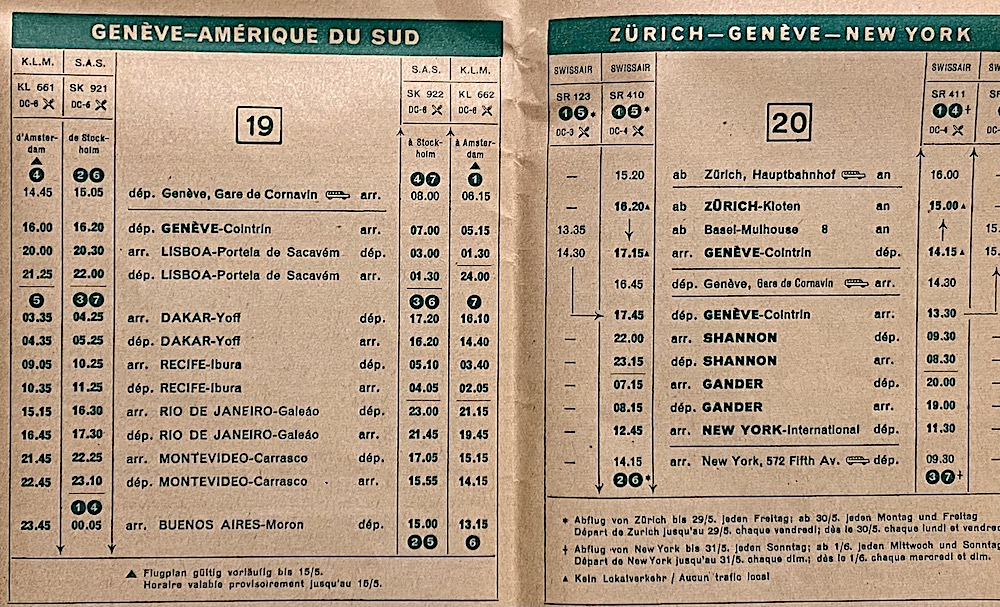 GENÈVE–AMÉRIQUE DU SUD
K.L.M. S.A.S. S.A.S. K.L.M.
KL 661 SK 921 SK 922 KL 662
DC-6 DC-6 19 DC-6 DC-6
d'Amster-dam de Stock-holm à Stock-holm à Amster-dam
▲ ▲
4 2 6 4 7 1
14.45 15.05 dép. Genève, Gare de Cornavin arr. 08.00 06.15
16.00 16.20 dép. GENÈVE-Cointrin arr. 07.00 05.15
20.00 20.30 arr. LISBOA-Portela de Sacavém dép. 03.00 01.30
21.25 22.00 dép. LISBOA-Portela de Sacavém arr. 01.30 24.00
5 3 7 3 6 7
03.35 04.25 arr. DAKAR-Yoff dép. 17.20 16.10
04.35 05.25 dép. DAKAR-Yoff arr. 16.20 14.40
09.05 10.25 arr. RECIFE-Ibura dép. 05.10 03.40
10.35 11.25 dép. RECIFE-Ibura arr. 04.05 02.05
15.15 16.30 arr. RIO DE JANEIRO-Galeáo dép. 23.00 21.15
16.45 17.30 dép. RIO DE JANEIRO-Galeáo arr. 21.45 19.45
21.45 22.25 arr. MONTEVIDEO-Carrasco dép. 17.05 15.15
22.45 23.10 dép. MONTEVIDEO-Carrasco arr. 15.55 14.15
1 4
23.45 00.05 arr. BUENOS AIRES-Moron dép. 15.00 13.15
2 5 6
▲ Flugplan gültig vorläufig bis 15/5.
Horaire valable provisoirement jusqu'au 15/5.
ZÜRICH–GENÈVE–NEW YORK
SWISSAIR SWISSAIR SWISSAIR
SR 123 SR 410 SR 411
1 5 * 1 5 * 20 1 4 †
DC-3 DC-4 DC-4
– 15.20 ab Zürich, Hauptbahnhof an 16.00
– 16.20▲ ab ZÜRICH-Kloten an 15.00▲
13.35 ab Basel-Mulhouse 8 an
14.30 17.15▲ arr. GENÈVE-Cointrin dép. 14.15▲
16.45 dép. Genève, Gare de Cornavin arr. 14.30
17.45 dép. GENÈVE-Cointrin arr. 13.30
– 22.00 arr. SHANNON dép. 09.30
– 23.15 dép. SHANNON arr. 08.30
– 07.15 arr. GANDER dép. 20.00
– 08.15 dép. GANDER arr. 19.00
– 12.45 arr. NEW YORK-International dép. 11.30
– 14.15 arr. New York, 572 Fifth Av. dép. 09.30
2 6 * 3 7 †
* Abflug von Zürich bis 29/5. jeden Freitag; ab 30/5. jeden Montag und Freitag
Départ de Zurich jusqu'au 29/5. chaque vendredi; dès le 30/5. chaque lundi et
† Abflug von New York bis 31/5. jeden Sonntag; ab 1/6. jeden Mittwoch und
Départ de New York jusqu'au 31/5. chaque dim.; dès le 1/6. chaque mercredi et dim.
▲ Kein Lokalverkehr / Aucun trafic local